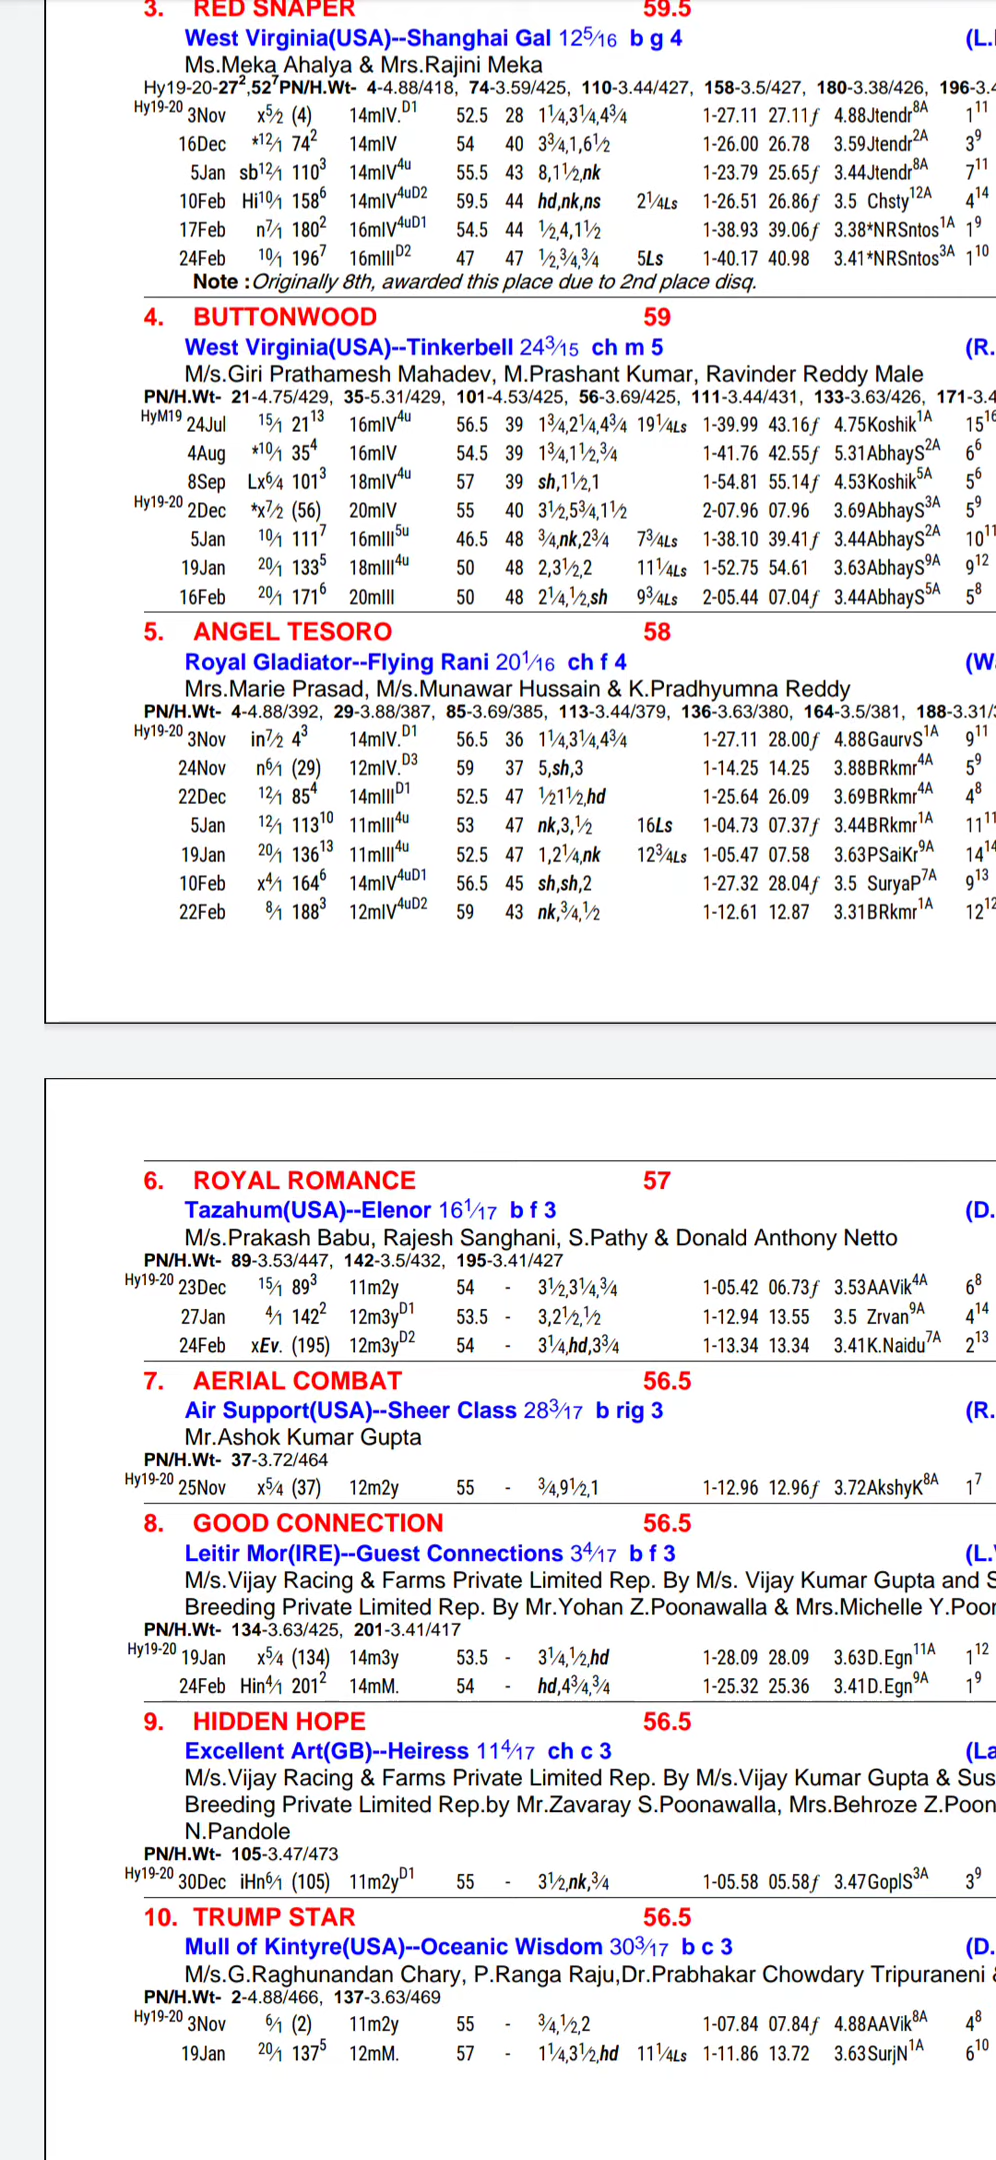 3. RED SNAPER 59.5
West Virginia(USA)--Shanghai Gal 12 5/16 b g 4 (L.
Ms.Meka Ahalya & Mrs.Rajini Meka
Hy19-20-27²,52⁷PN/H.Wt- 4-4.88/418, 74-3.59/425, 110-3.44/427, 158-3.5/427, 180-3.38/426, 196-3.4
Hy19-20 3Nov x5/2 (4) 14mIV.D1 52.5 28 1¼,3¼,4¾ 1-27.11 27.11f 4.88Jtendr8A 1¹¹
16Dec *12/1 74² 14mIV 54 40 3¾,1,6½ 1-26.00 26.78 3.59Jtendr2A 3⁹
5Jan sb12/1 110³ 14mIV4u 55.5 43 8,1½,nk 1-23.79 25.65f 3.44Jtendr8A 7¹¹
10Feb Hi10/1 158⁶ 14mIV4uD2 59.5 44 hd,nk,ns 2¼Ls 1-26.51 26.86f 3.5 Chsty12A 4¹⁴
17Feb n7/1 180² 16mIV4uD1 54.5 44 ½,4,1½ 1-38.93 39.06f 3.38*NRSntos1A 1⁹
24Feb 10/1 196⁷ 16mIIID2 47 47 ½,¾,¾ 5Ls 1-40.17 40.98 3.41*NRSntos3A 1¹⁰
Note :Originally 8th, awarded this place due to 2nd place disq.
4. BUTTONWOOD 59
West Virginia(USA)--Tinkerbell 24 3/15 ch m 5 (R.
M/s.Giri Prathamesh Mahadev, M.Prashant Kumar, Ravinder Reddy Male
PN/H.Wt- 21-4.75/429, 35-5.31/429, 101-4.53/425, 56-3.69/425, 111-3.44/431, 133-3.63/426, 171-3.4
HyM19 24Jul 15/1 21¹³ 16mIV4u 56.5 39 1¾,2¼,4¾ 19¼Ls 1-39.99 43.16f 4.75Koshik1A 15¹⁶
4Aug *10/1 35⁴ 16mIV 54.5 39 1¾,1½,¾ 1-41.76 42.55f 5.31AbhayS2A 6⁶
8Sep Lx6/4 101³ 18mIV4u 57 39 sh,1½,1 1-54.81 55.14f 4.53Koshik5A 5⁶
Hy19-20 2Dec *x7/2 (56) 20mIV 55 40 3½,5¾,1½ 2-07.96 07.96 3.69AbhayS3A 5⁹
5Jan 10/1 111⁷ 16mIII5u 46.5 48 ¾,nk,2¾ 7¾Ls 1-38.10 39.41f 3.44AbhayS2A 10¹¹
19Jan 20/1 133⁵ 18mIII4u 50 48 2,3½,2 11¼Ls 1-52.75 54.61 3.63AbhayS9A 9¹²
16Feb 20/1 171⁶ 20mIII 50 48 2¼,½,sh 9¾Ls 2-05.44 07.04f 3.44AbhayS5A 5⁸
5. ANGEL TESORO 58
Royal Gladiator--Flying Rani 20 1/16 ch f 4 (W
Mrs.Marie Prasad, M/s.Munawar Hussain & K.Pradhyumna Reddy
PN/H.Wt- 4-4.88/392, 29-3.88/387, 85-3.69/385, 113-3.44/379, 136-3.63/380, 164-3.5/381, 188-3.31/
Hy19-20 3Nov in7/2 4³ 14mIV.D1 56.5 36 1¼,3¼,4¾ 1-27.11 28.00f 4.88GaurvS1A 9¹¹
24Nov n6/1 (29) 12mIV.D3 59 37 5,sh,3 1-14.25 14.25 3.88BRkmr4A 5⁹
22Dec 12/1 85⁴ 14mIIID1 52.5 47 ½1½,hd 1-25.64 26.09 3.69BRkmr4A 4⁸
5Jan 12/1 113¹⁰ 11mIII4u 53 47 nk,3,½ 16Ls 1-04.73 07.37f 3.44BRkmr1A 11¹¹
19Jan 20/1 136¹³ 11mIII4u 52.5 47 1,2¼,nk 12¾Ls 1-05.47 07.58 3.63PSaiKr9A 14¹⁴
10Feb x4/1 164⁶ 14mIV4uD1 56.5 45 sh,sh,2 1-27.32 28.04f 3.5 SuryaP7A 9¹³
22Feb 8/1 188³ 12mIV4uD2 59 43 nk,¾,½ 1-12.61 12.87 3.31BRkmr1A 12¹²
6. ROYAL ROMANCE 57
Tazahum(USA)--Elenor 16 1/17 b f 3 (D.
M/s.Prakash Babu, Rajesh Sanghani, S.Pathy & Donald Anthony Netto
PN/H.Wt- 89-3.53/447, 142-3.5/432, 195-3.41/427
Hy19-20 23Dec 15/1 89³ 11m2y 54 - 3½,3¼,¾ 1-05.42 06.73f 3.53AAVik4A 6⁸
27Jan 4/1 142² 12m3yD1 53.5 - 3,2½,½ 1-12.94 13.55 3.5 Zrvan9A 4¹⁴
24Feb xEv. (195) 12m3yD2 54 - 3¼,hd,3¾ 1-13.34 13.34 3.41K.Naidu7A 2¹³
7. AERIAL COMBAT 56.5
Air Support(USA)--Sheer Class 28 3/17 b rig 3 (R.
Mr.Ashok Kumar Gupta
PN/H.Wt- 37-3.72/464
Hy19-20 25Nov x5/4 (37) 12m2y 55 - ¾,9½,1 1-12.96 12.96f 3.72AkshyK8A 1⁷
8. GOOD CONNECTION 56.5
Leitir Mor(IRE)--Guest Connections 3 4/17 b f 3 (L.
M/s.Vijay Racing & Farms Private Limited Rep. By M/s. Vijay Kumar Gupta and S
Breeding Private Limited Rep. By Mr.Yohan Z.Poonawalla & Mrs.Michelle Y.Poo
PN/H.Wt- 134-3.63/425, 201-3.41/417
Hy19-20 19Jan x5/4 (134) 14m3y 53.5 - 3¼,½,hd 1-28.09 28.09 3.63D.Egn11A 1¹²
24Feb Hin4/1 201² 14mM. 54 - hd,4¾,¾ 1-25.32 25.36 3.41D.Egn9A 1⁹
9. HIDDEN HOPE 56.5
Excellent Art(GB)--Heiress 11 4/17 ch c 3 (La
M/s.Vijay Racing & Farms Private Limited Rep. By M/s.Vijay Kumar Gupta & Sus
Breeding Private Limited Rep.by Mr.Zavaray S.Poonawalla, Mrs.Behroze Z.Poon
N.Pandole
PN/H.Wt- 105-3.47/473
Hy19-20 30Dec iHn6/1 (105) 11m2yD1 55 - 3½,nk,¾ 1-05.58 05.58f 3.47GoplS3A 3⁹
10. TRUMP STAR 56.5
Mull of Kintyre(USA)--Oceanic Wisdom 30 3/17 b c 3 (D.
M/s.G.Raghunandan Chary, P.Ranga Raju,Dr.Prabhakar Chowdary Tripuraneni
PN/H.Wt- 2-4.88/466, 137-3.63/469
Hy19-20 3Nov 6/1 (2) 11m2y 55 - ¾,½,2 1-07.84 07.84f 4.88AAVik8A 4⁸
19Jan 20/1 137⁵ 12mM. 57 - 1¼,3½,hd 11¼Ls 1-11.86 13.72 3.63SurjN1A 6¹⁰